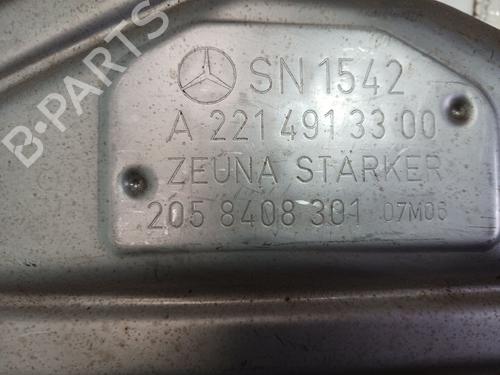 B-PARTS
SN 1542
A 221 491 33 00
ZEUNA STÄRKER
205 8408 301 07M06